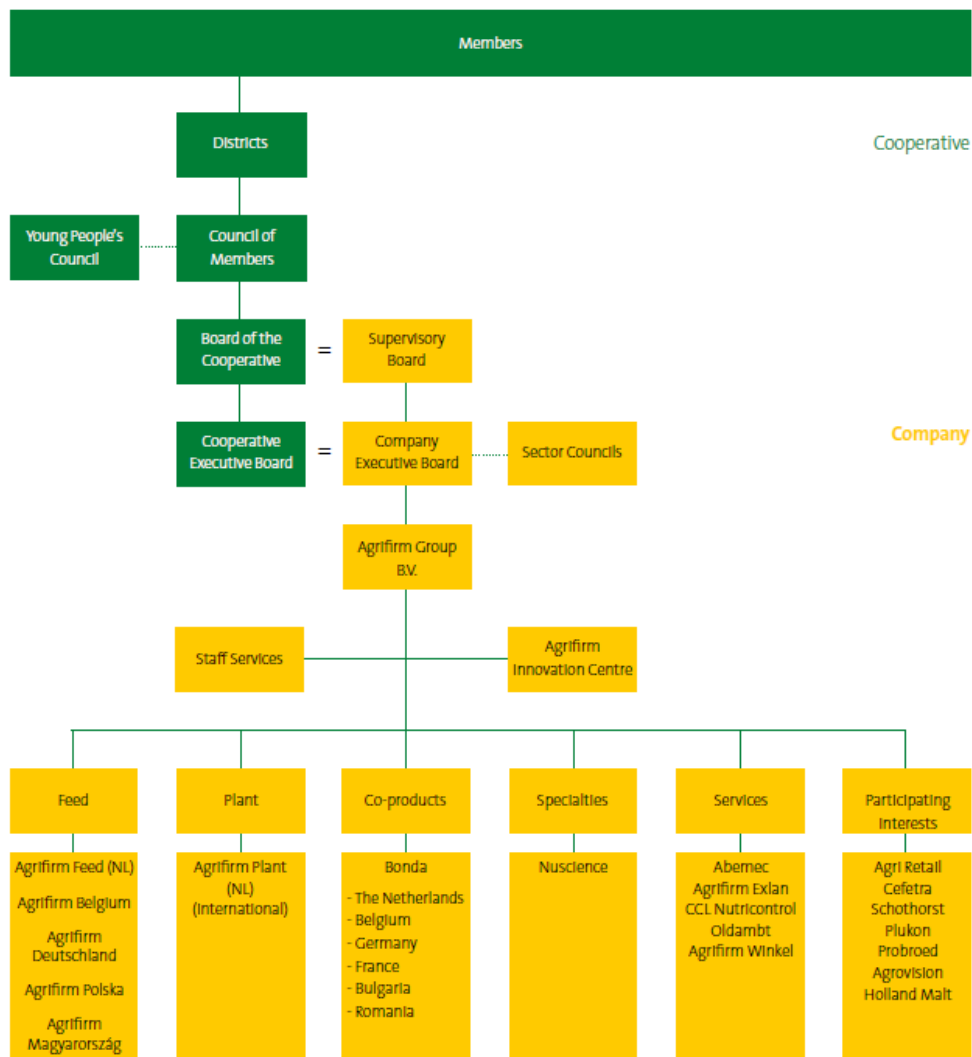 Members
Districts
Cooperative
Young People's
Council
Council of
Members
Board of the
Cooperative
=
Supervisory
Board
Cooperative
Executive Board
=
Company
Executive Board
Sector Councils
Company
Agrifirm Group
B.V.
Staff Services
Agrifirm
Innovation Centre
Feed
Plant
Co-products
Specialties
Services
Participating
Interests
Agrifirm Feed (NL)
Agrifirm Belgium
Agrifirm
Deutschland
Agrifirm Polska
Agrifirm
Magyarország
Agrifirm Plant
(NL)
(International)
Bonda
- The Netherlands
- Belgium
- Germany
- France
- Bulgaria
- Romania
Nuscience
Abemec
Agrifirm Exlan
CCL Nutricontrol
Oldambt
Agrifirm Winkel
Agri Retail
Cefetra
Schothorst
Plukon
Probroed
Agrovision
Holland Malt